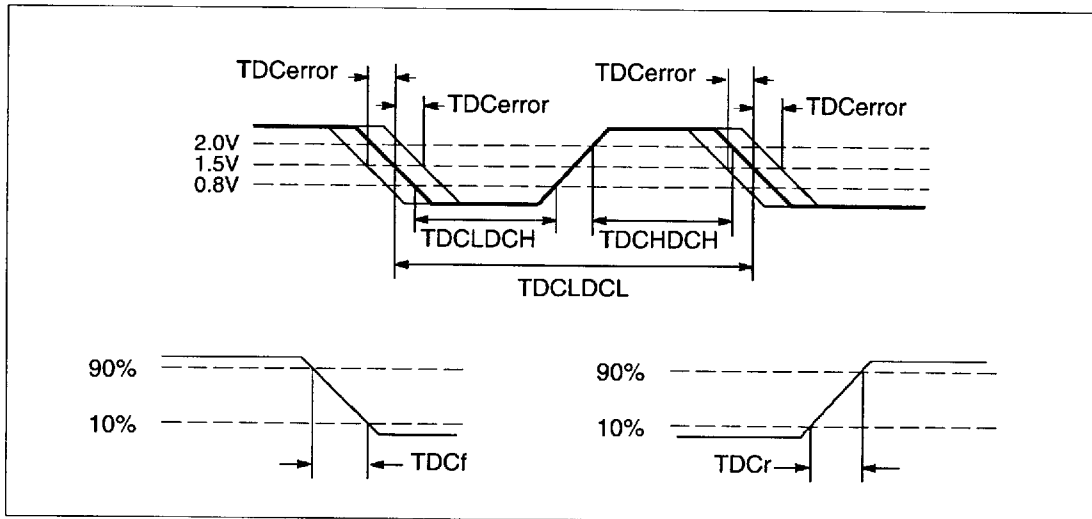 TDCerror
TDCerror
TDCerror
TDCerror
2.0V
1.5V
0.8V
TDCLDCH
TDCHDCH
TDCLDCL
90%
10%
TDCf
90%
10%
TDCr